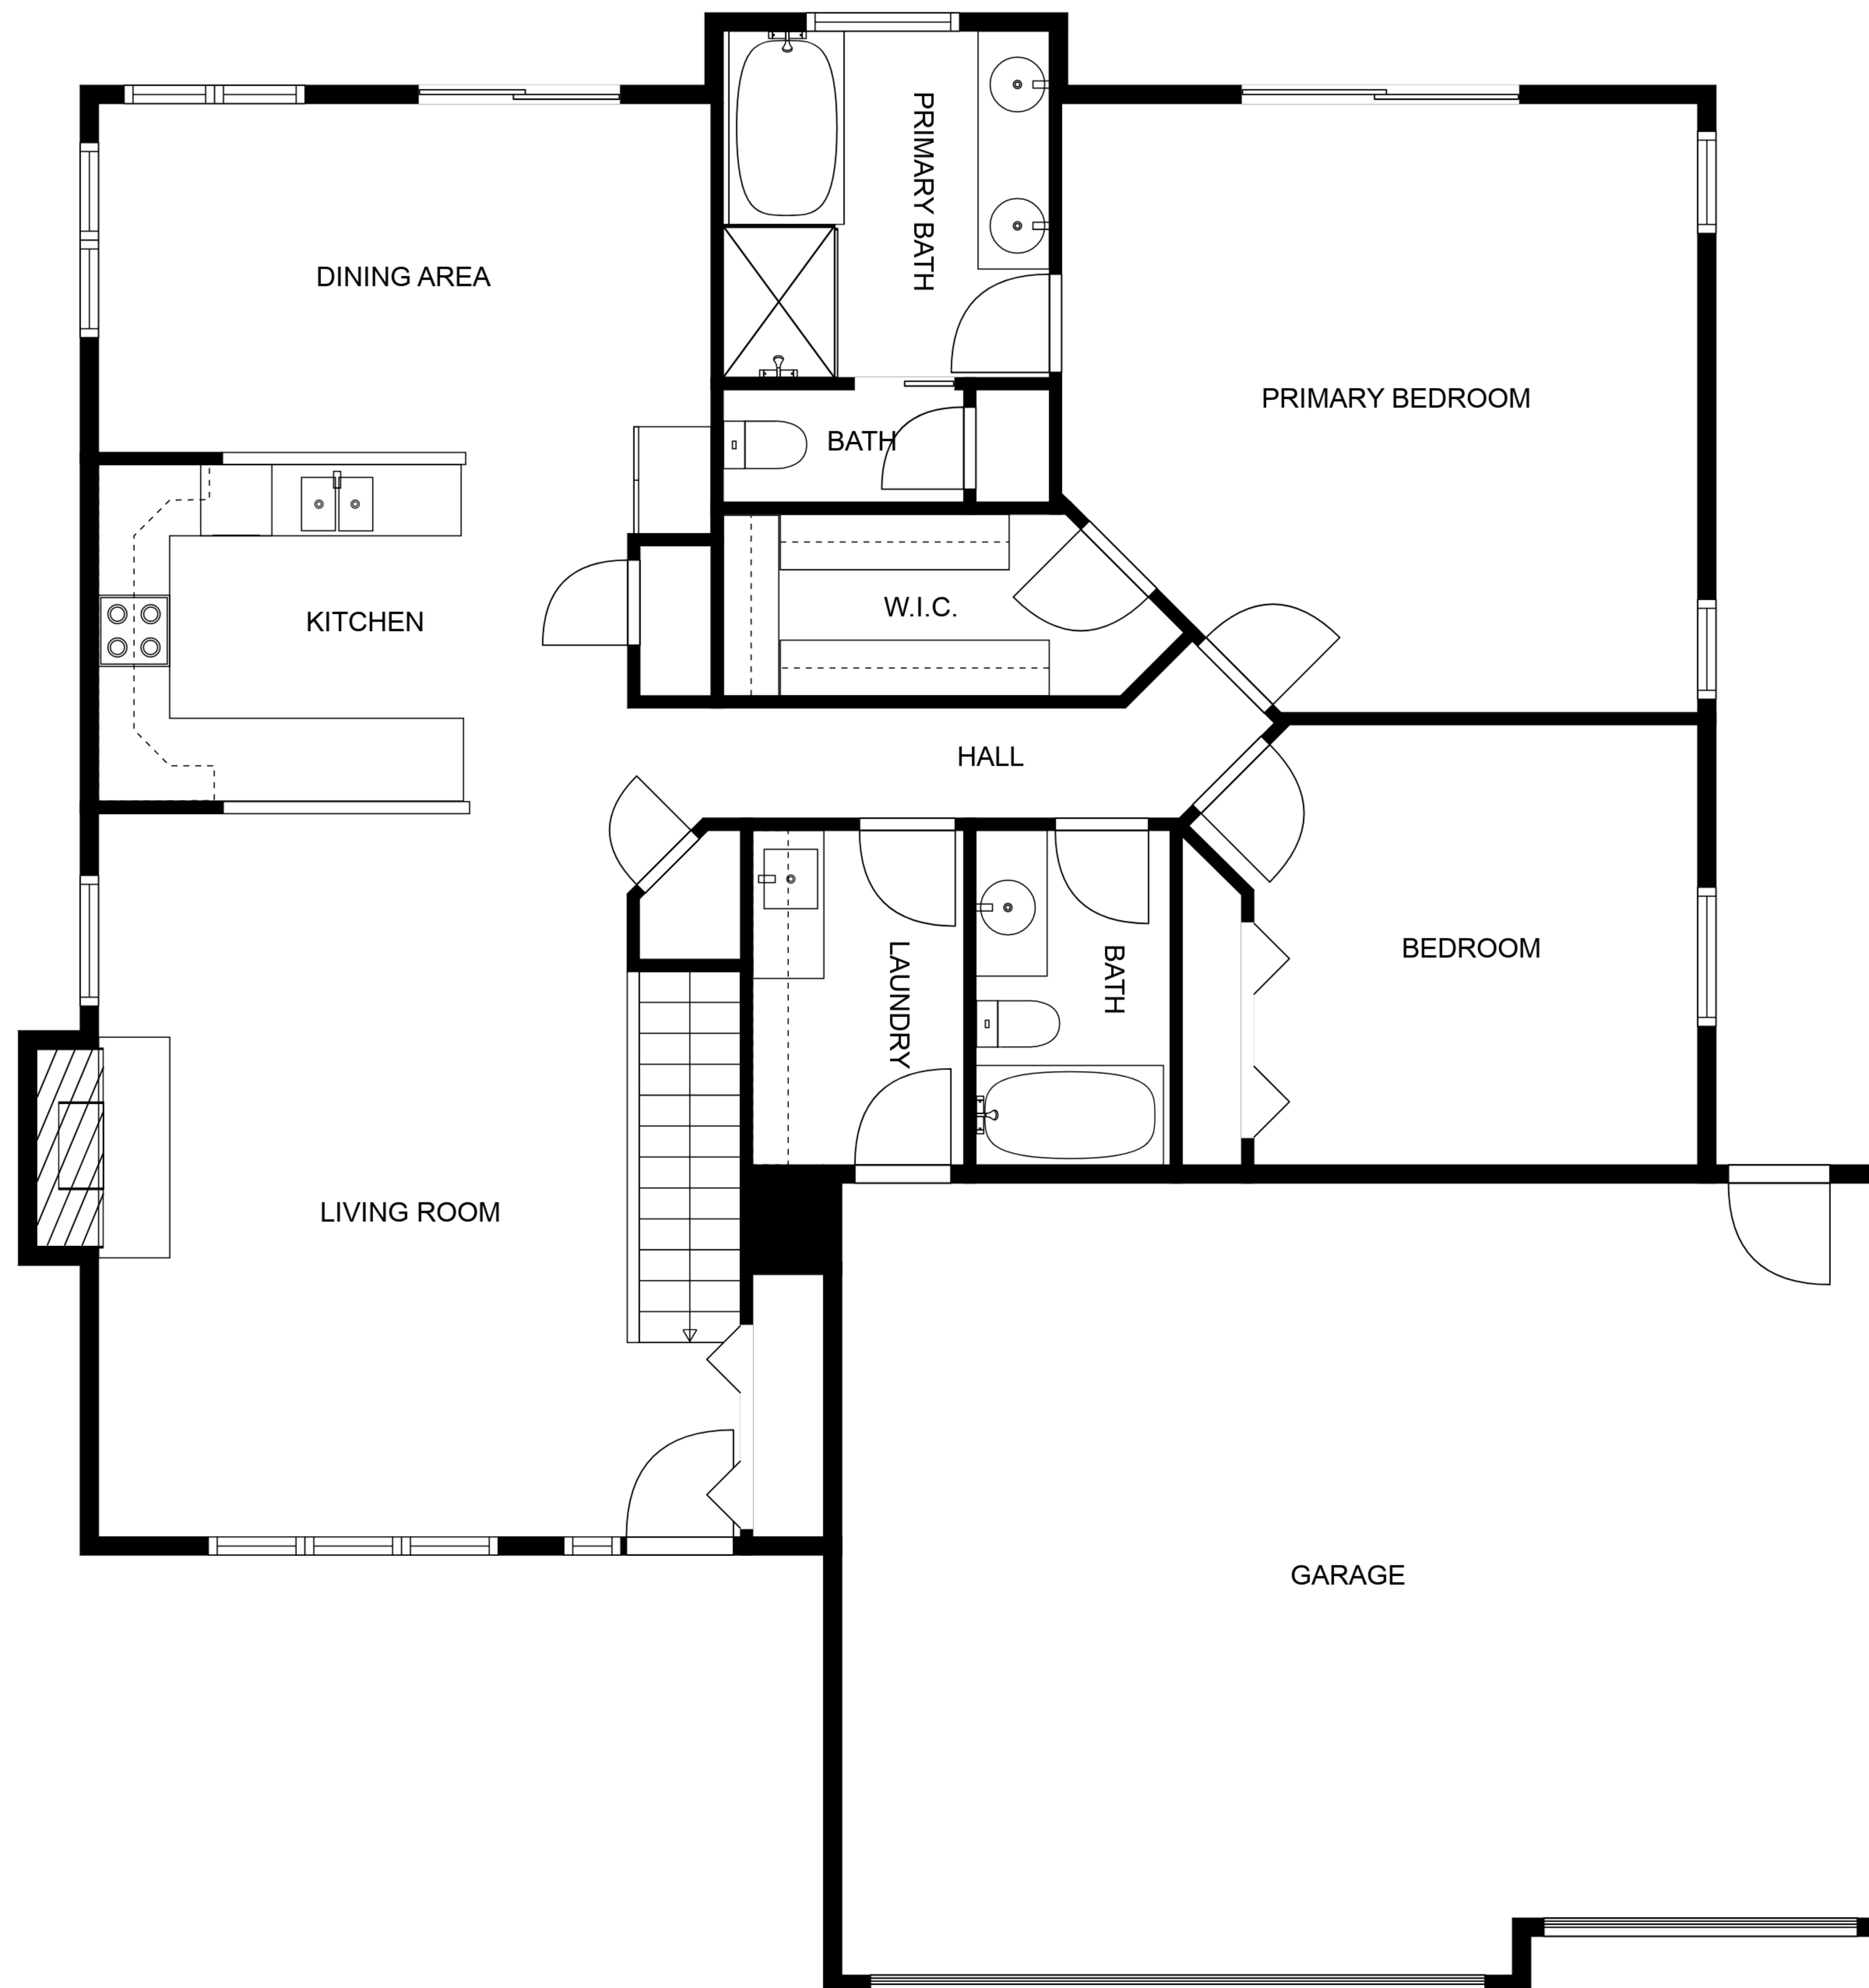 PRIMARY BATH
DINING AREA
PRIMARY BEDROOM
BATH
W.I.C.
KITCHEN
HALL
BEDROOM
LAUNDRY
BATH
LIVING ROOM
GARAGE